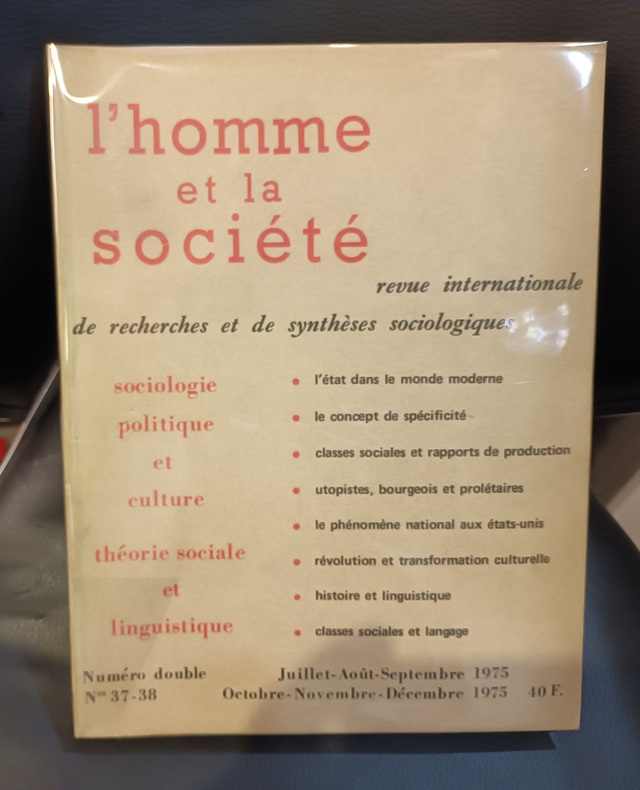 l'homme
et la
société
revue internationale
de recherches et de synthèses sociologiques
sociologie
politique
et
culture
théorie sociale
et
linguistique
• l'état dans le monde moderne
• le concept de spécificité
• classes sociales et rapports de production
• utopistes, bourgeois et prolétaires
• le phénomène national aux états-unis
• révolution et transformation culturelle
• histoire et linguistique
• classes sociales et langage
Numéro double
Nos 37-38
Juillet-Août-Septembre 1975
Octobre-Novembre-Décembre 1975
40 F.